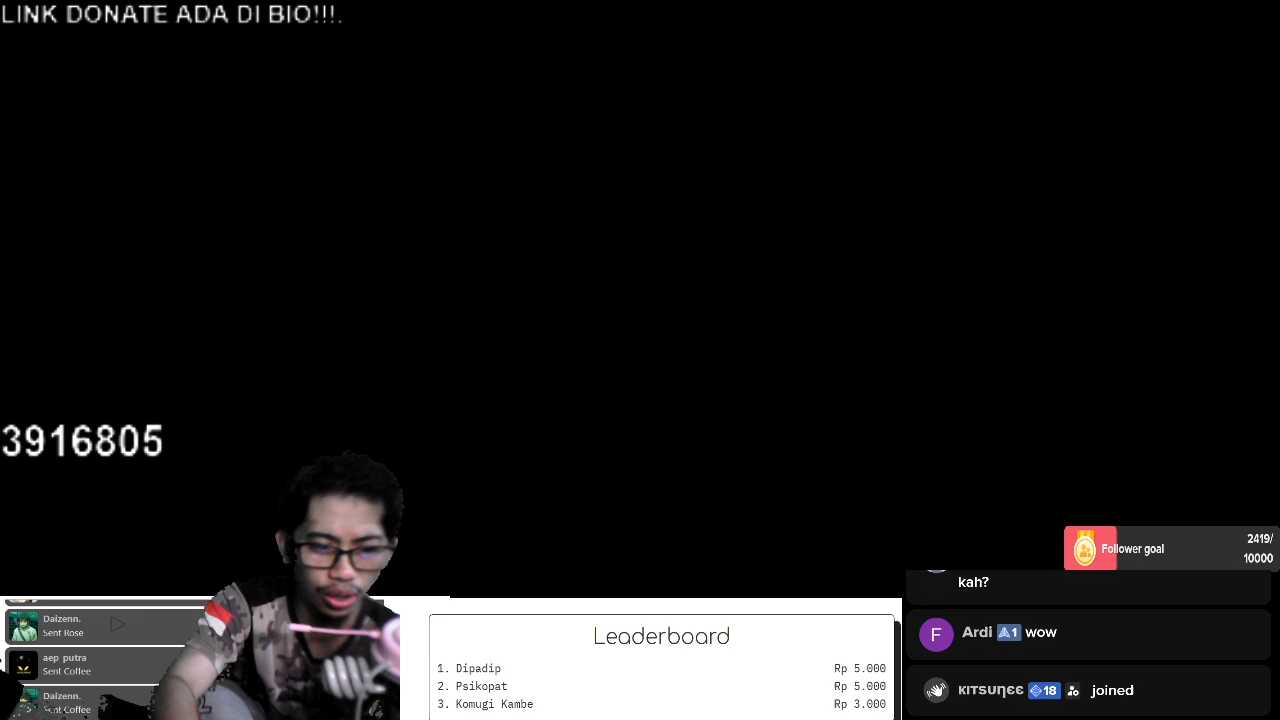 LINK DONATE ADA DI BIO!!!.
3916805
Follower goal
2419/
10000
kah?
F
Ardi 1 wow
KITSUηЄЄ 18 joined
Daizenn.
Sent Rose
aep putra
Sent Coffee
Daizenn.
Sent Coffee
Leaderboard
1. Dipadip Rp 5.000
2. Psikopat Rp 5.000
3. Komugi Kambe Rp 3.000